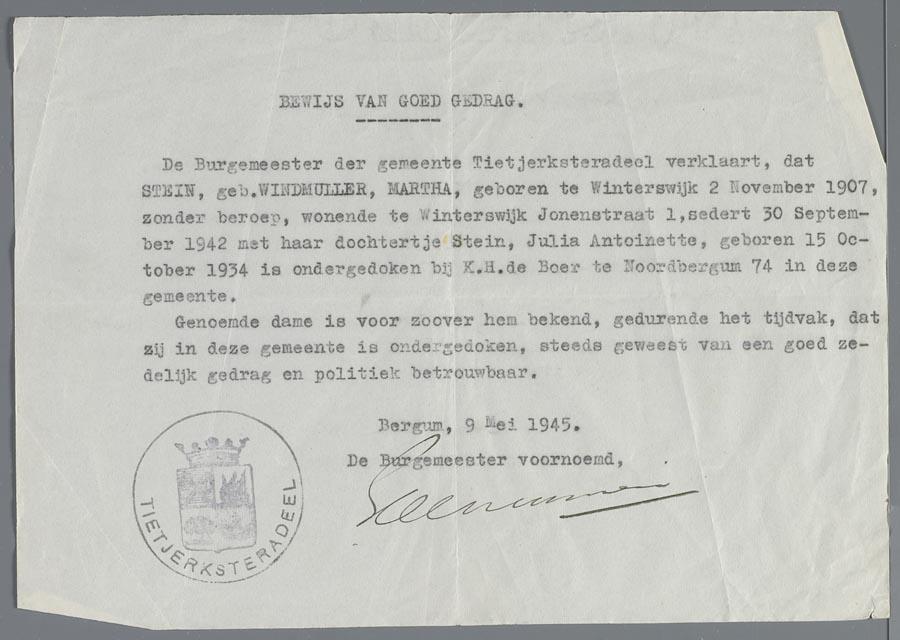 BEWIJS VAN GOED GEDRAG.
De Burgemeester der gemeente Tietjerksteradeel verklaart, dat
STEIN, geb.WINDMULLER, MARTHA, geboren te Winterswijk 2 November 1907,
zonder beroep, wonende te Winterswijk Jonenstraat 1,sedert 30 Septem-
ber 1942 met haar dochtertje Stein, Julia Antoinette, geboren 15 Oc-
tober 1934 is ondergedoken bij K.H.de Boer te Noordbergum 74 in deze
gemeente.
Genoemde dame is voor zoover hem bekend, gedurende het tijdvak, dat
zij in deze gemeente is ondergedoken, steeds geweest van een goed ze-
delijk gedrag en politiek betrouwbaar.
Bergum, 9 Mei 1945.
De Burgemeester voornoemd,
TIETJERKSTERADEEL